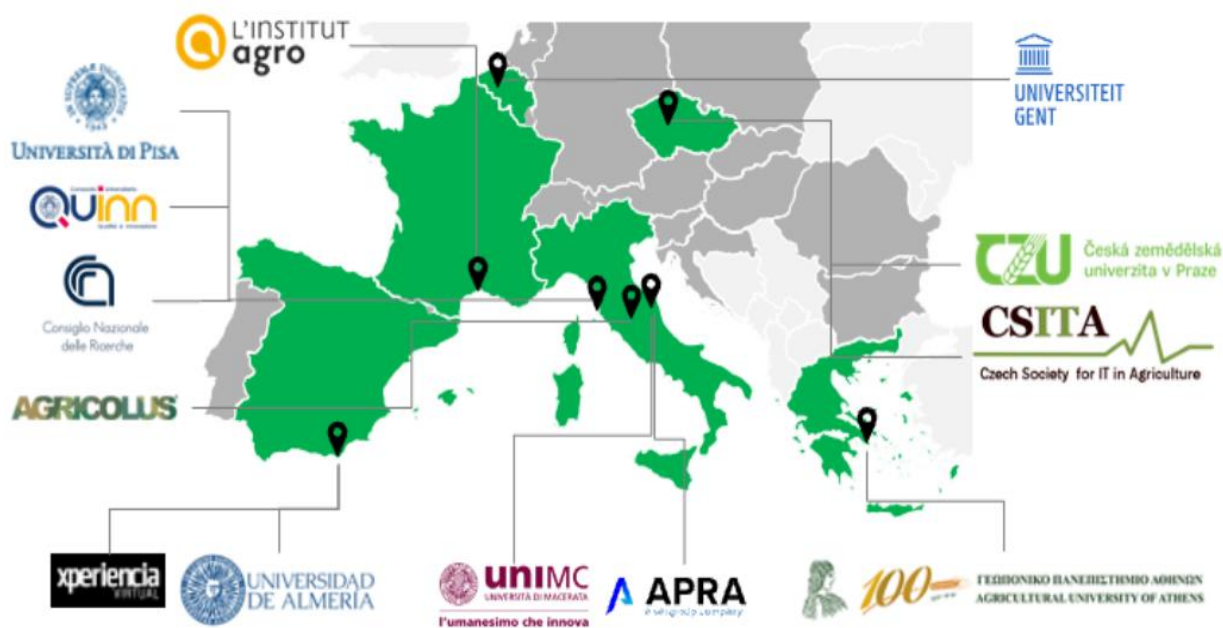 L'INSTITUT
agro
UNIVERSITEIT
GENT
UNIVERSITÀ DI PISA
Quinn
Consiglio Nazionale
delle Ricerche
CZU
Česká zemědělská
univerzita v Praze
CSITA
Czech Society for IT in Agriculture
AGRICOLUS
xperiencia
VIRTUAL
UNIVERSIDAD
DE ALMERÍA
uniMC
UNIVERSITÀ DI MACERATA
l'umanesimo che innova
APRA
100
ΓΕΩΠΟΝΙΚΟ ΠΑΝΕΠΙΣΤΗΜΙΟ ΑΘΗΝΩΝ
AGRICULTURAL UNIVERSITY OF ATHENS